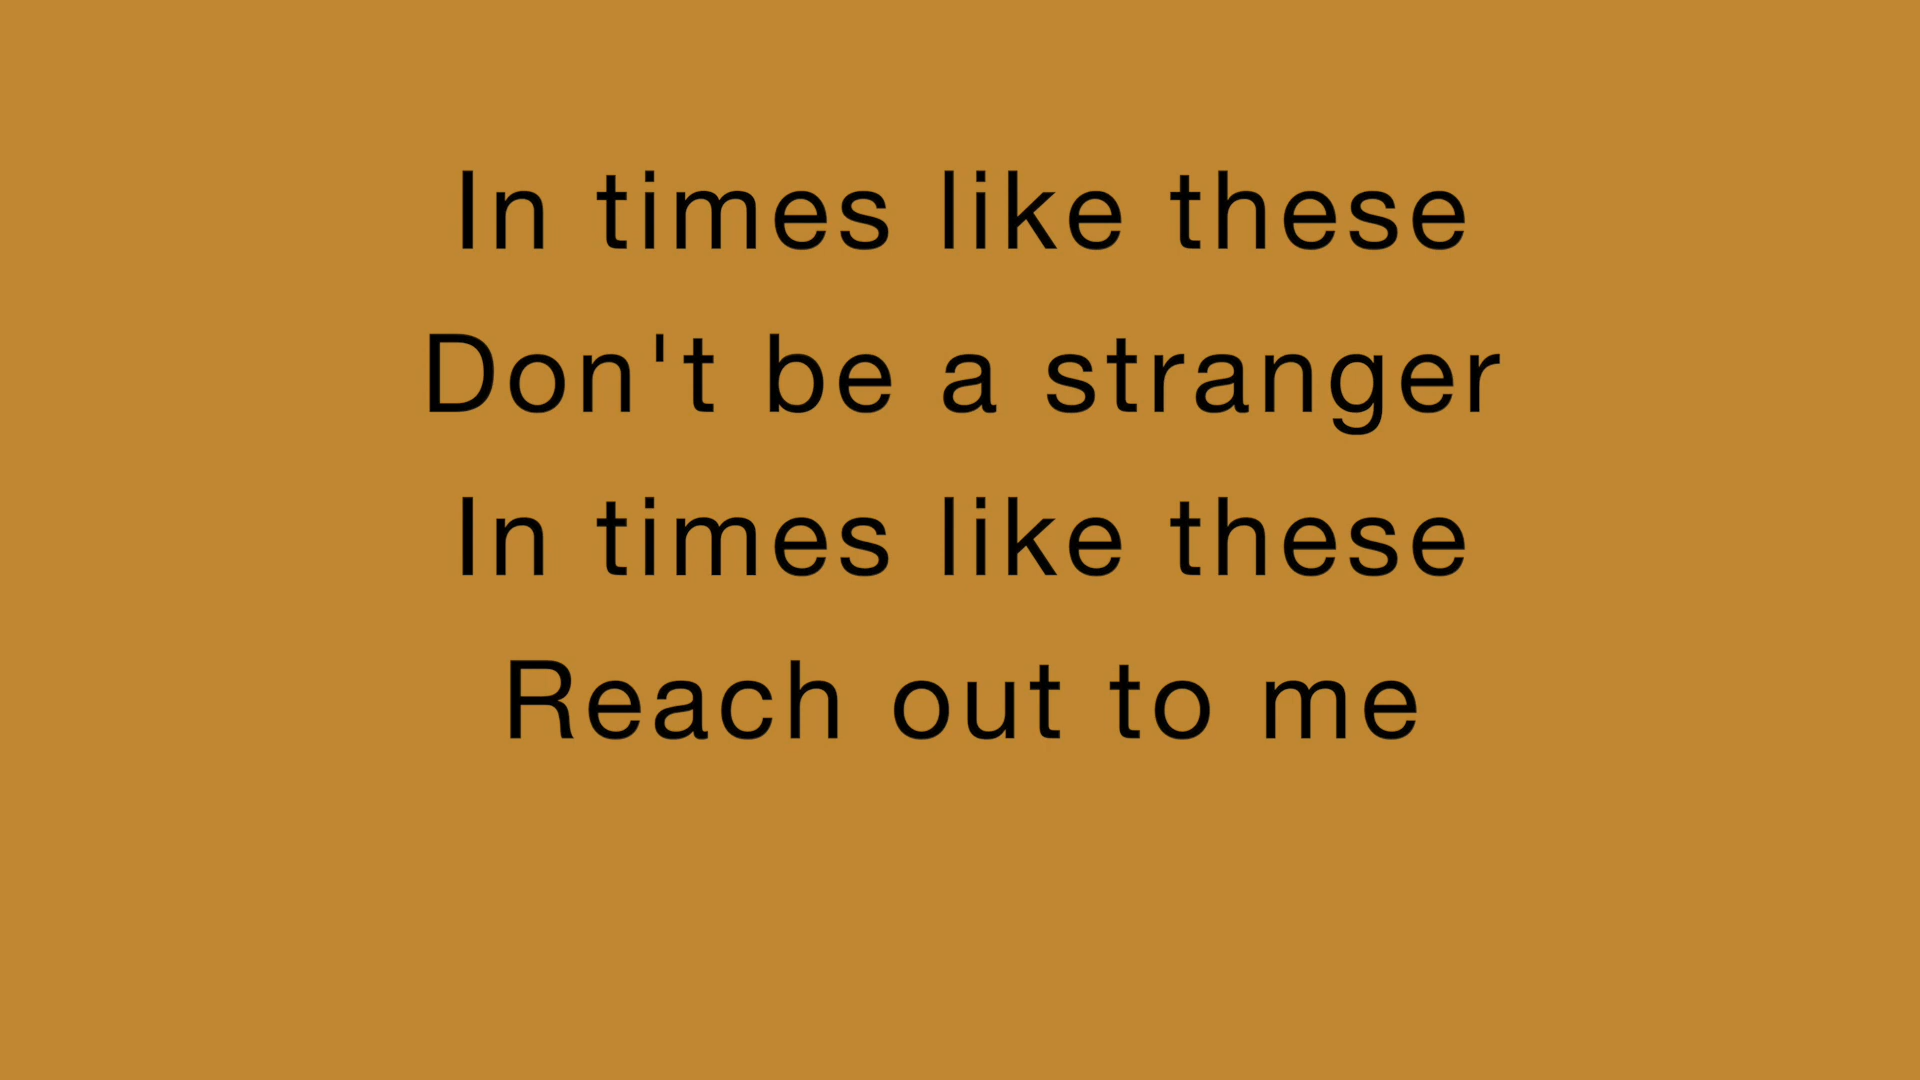 In times like these
Don't be a stranger
In times like these
Reach out to me